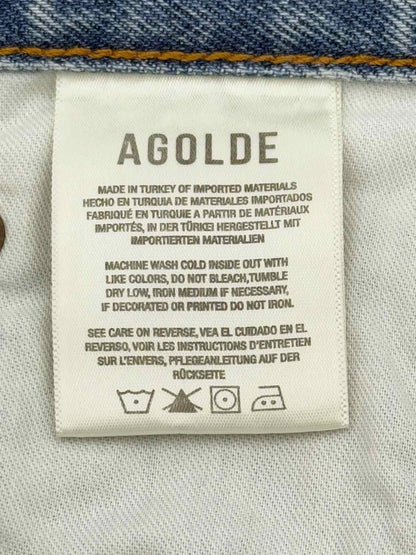 AGOLDE
MADE IN TURKEY OF IMPORTED MATERIALS
HECHO EN TURQUIA DE MATERIALES IMPORTADOS
FABRIQUÉ EN TURQUIE A PARTIR DE MATÉRIAUX
IMPORTÉS, IN DER TÜRKEI HERGESTELLT MIT
IMPORTIERTEN MATERIALIEN
MACHINE WASH COLD INSIDE OUT WITH
LIKE COLORS, DO NOT BLEACH,TUMBLE
DRY LOW, IRON MEDIUM IF NECESSARY,
IF DECORATED OR PRINTED DO NOT IRON.
SEE CARE ON REVERSE, VEA EL CUIDADO EN EL
REVERSO, VOIR LES INSTRUCTIONS D'ENTRETIEN
SUR L'ENVERS, PFLEGEANLEITUNG AUF DER
RÜCKSEITE